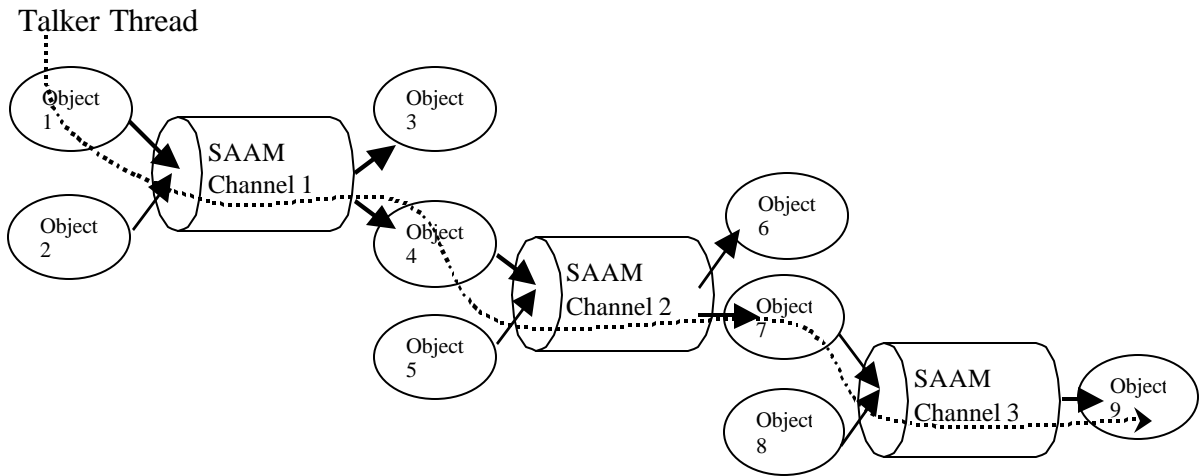 Talker Thread
Object
1
Object
2
SAAM
Channel 1
Object
3
Object
4
Object
5
SAAM
Channel 2
Object
6
Object
7
Object
8
SAAM
Channel 3
Object
9